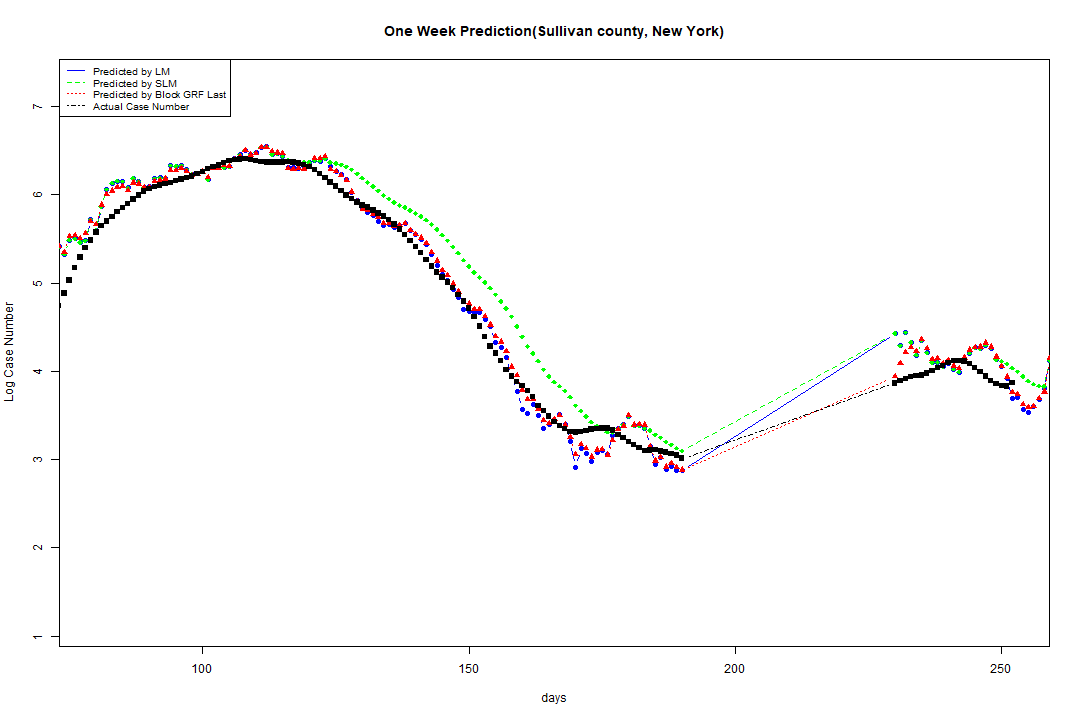 One Week Prediction(Sullivan county, New York)
Predicted by LM
Predicted by SLM
Predicted by Block GRF Last
Actual Case Number
7
6
5
4
3
2
1
Log Case Number
100 150 200 250
days